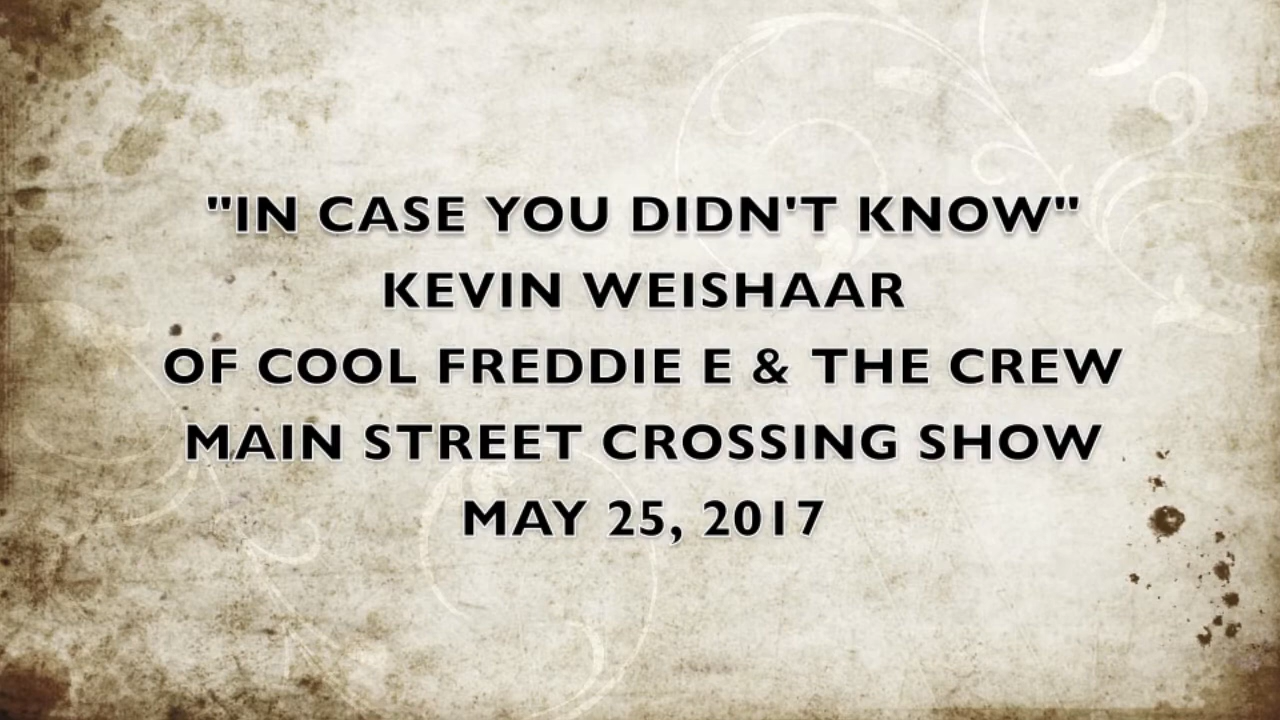 "IN CASE YOU DIDN'T KNOW"
KEVIN WEISHAAR
OF COOL FREDDIE E & THE CREW
MAIN STREET CROSSING SHOW
MAY 25, 2017